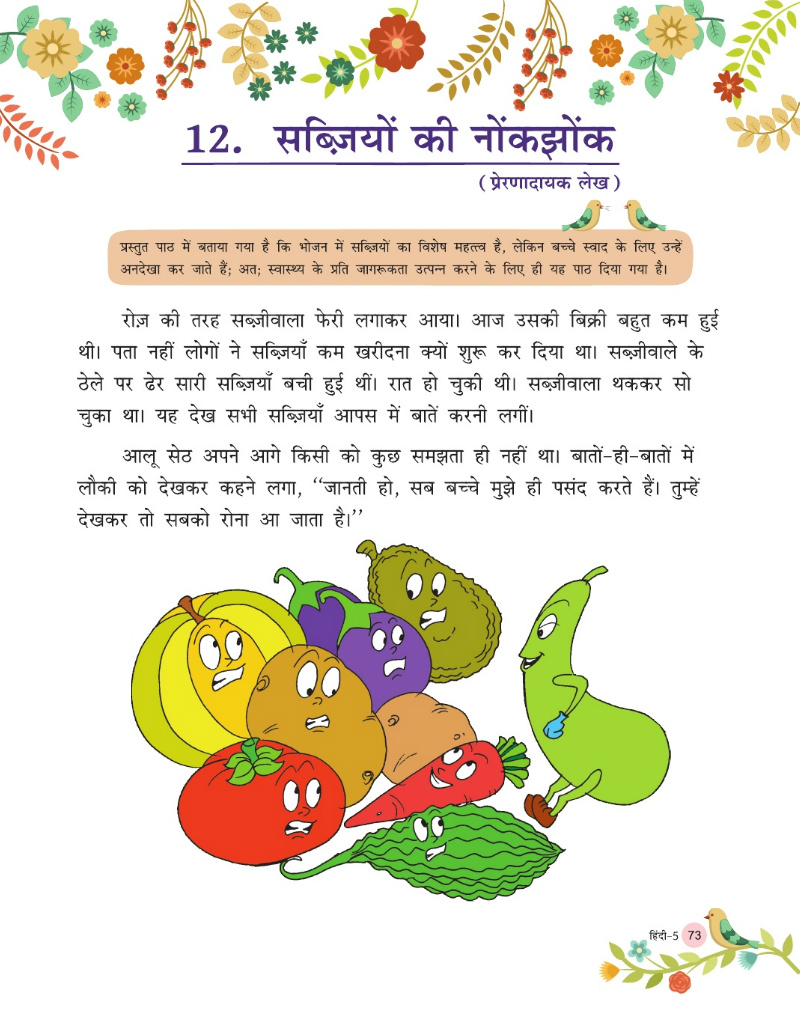 12. सब्ज़ियों की नोंकझोंक
(प्रेरणादायक लेख)
प्रस्तुत पाठ में बताया गया है कि भोजन में सब्ज़ियों का विशेष महत्त्व है, लेकिन बच्चे स्वाद के लिए उन्हें
अनदेखा कर जाते हैं; अत; स्वास्थ्य के प्रति जागरूकता उत्पन्न करने के लिए ही यह पाठ दिया गया है।
रोज़ की तरह सब्ज़ीवाला फेरी लगाकर आया। आज उसकी बिक्री बहुत कम हुई
थी। पता नहीं लोगों ने सब्ज़ियाँ कम खरीदना क्यों शुरू कर दिया था। सब्ज़ीवाले के
ठेले पर ढेर सारी सब्ज़ियाँ बची हुई थीं। रात हो चुकी थी। सब्ज़ीवाला थककर सो
चुका था। यह देख सभी सब्ज़ियाँ आपस में बातें करनी लगीं।
आलू सेठ अपने आगे किसी को कुछ समझता ही नहीं था। बातों-ही-बातों में
लौकी को देखकर कहने लगा, ‘‘जानती हो, सब बच्चे मुझे ही पसंद करते हैं। तुम्हें
देखकर तो सबको रोना आ जाता है।’’
हिंदी-5 73